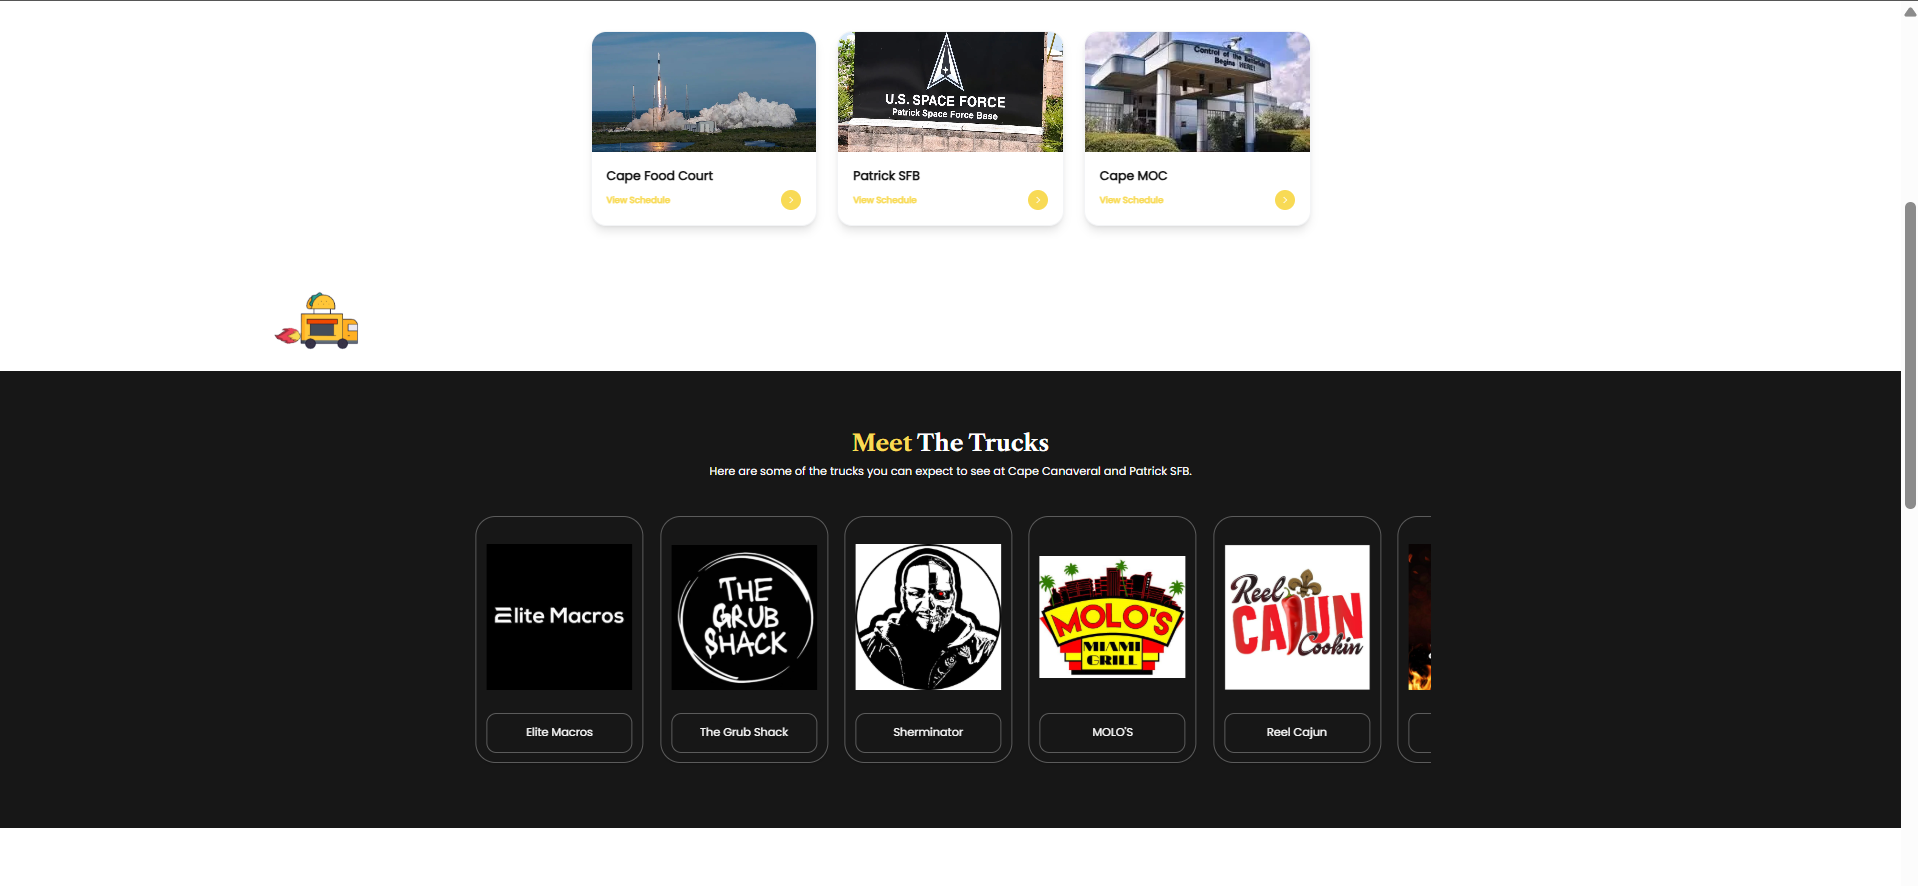 U.S. SPACE FORCE
Patrick Space Force Base
Control of the Battlefield
Begins HERE!
Cape Food Court
Patrick SFB
Cape MOC
View Schedule
View Schedule
View Schedule
Meet The Trucks
Here are some of the trucks you can expect to see at Cape Canaveral and Patrick SFB.
Elite Macros
THE
GRUB
SHACK
MOLO'S
MIAMI
GRILL
Reel
CAJUN
Cookin
Elite Macros
The Grub Shack
Sherminator
MOLO'S
Reel Cajun